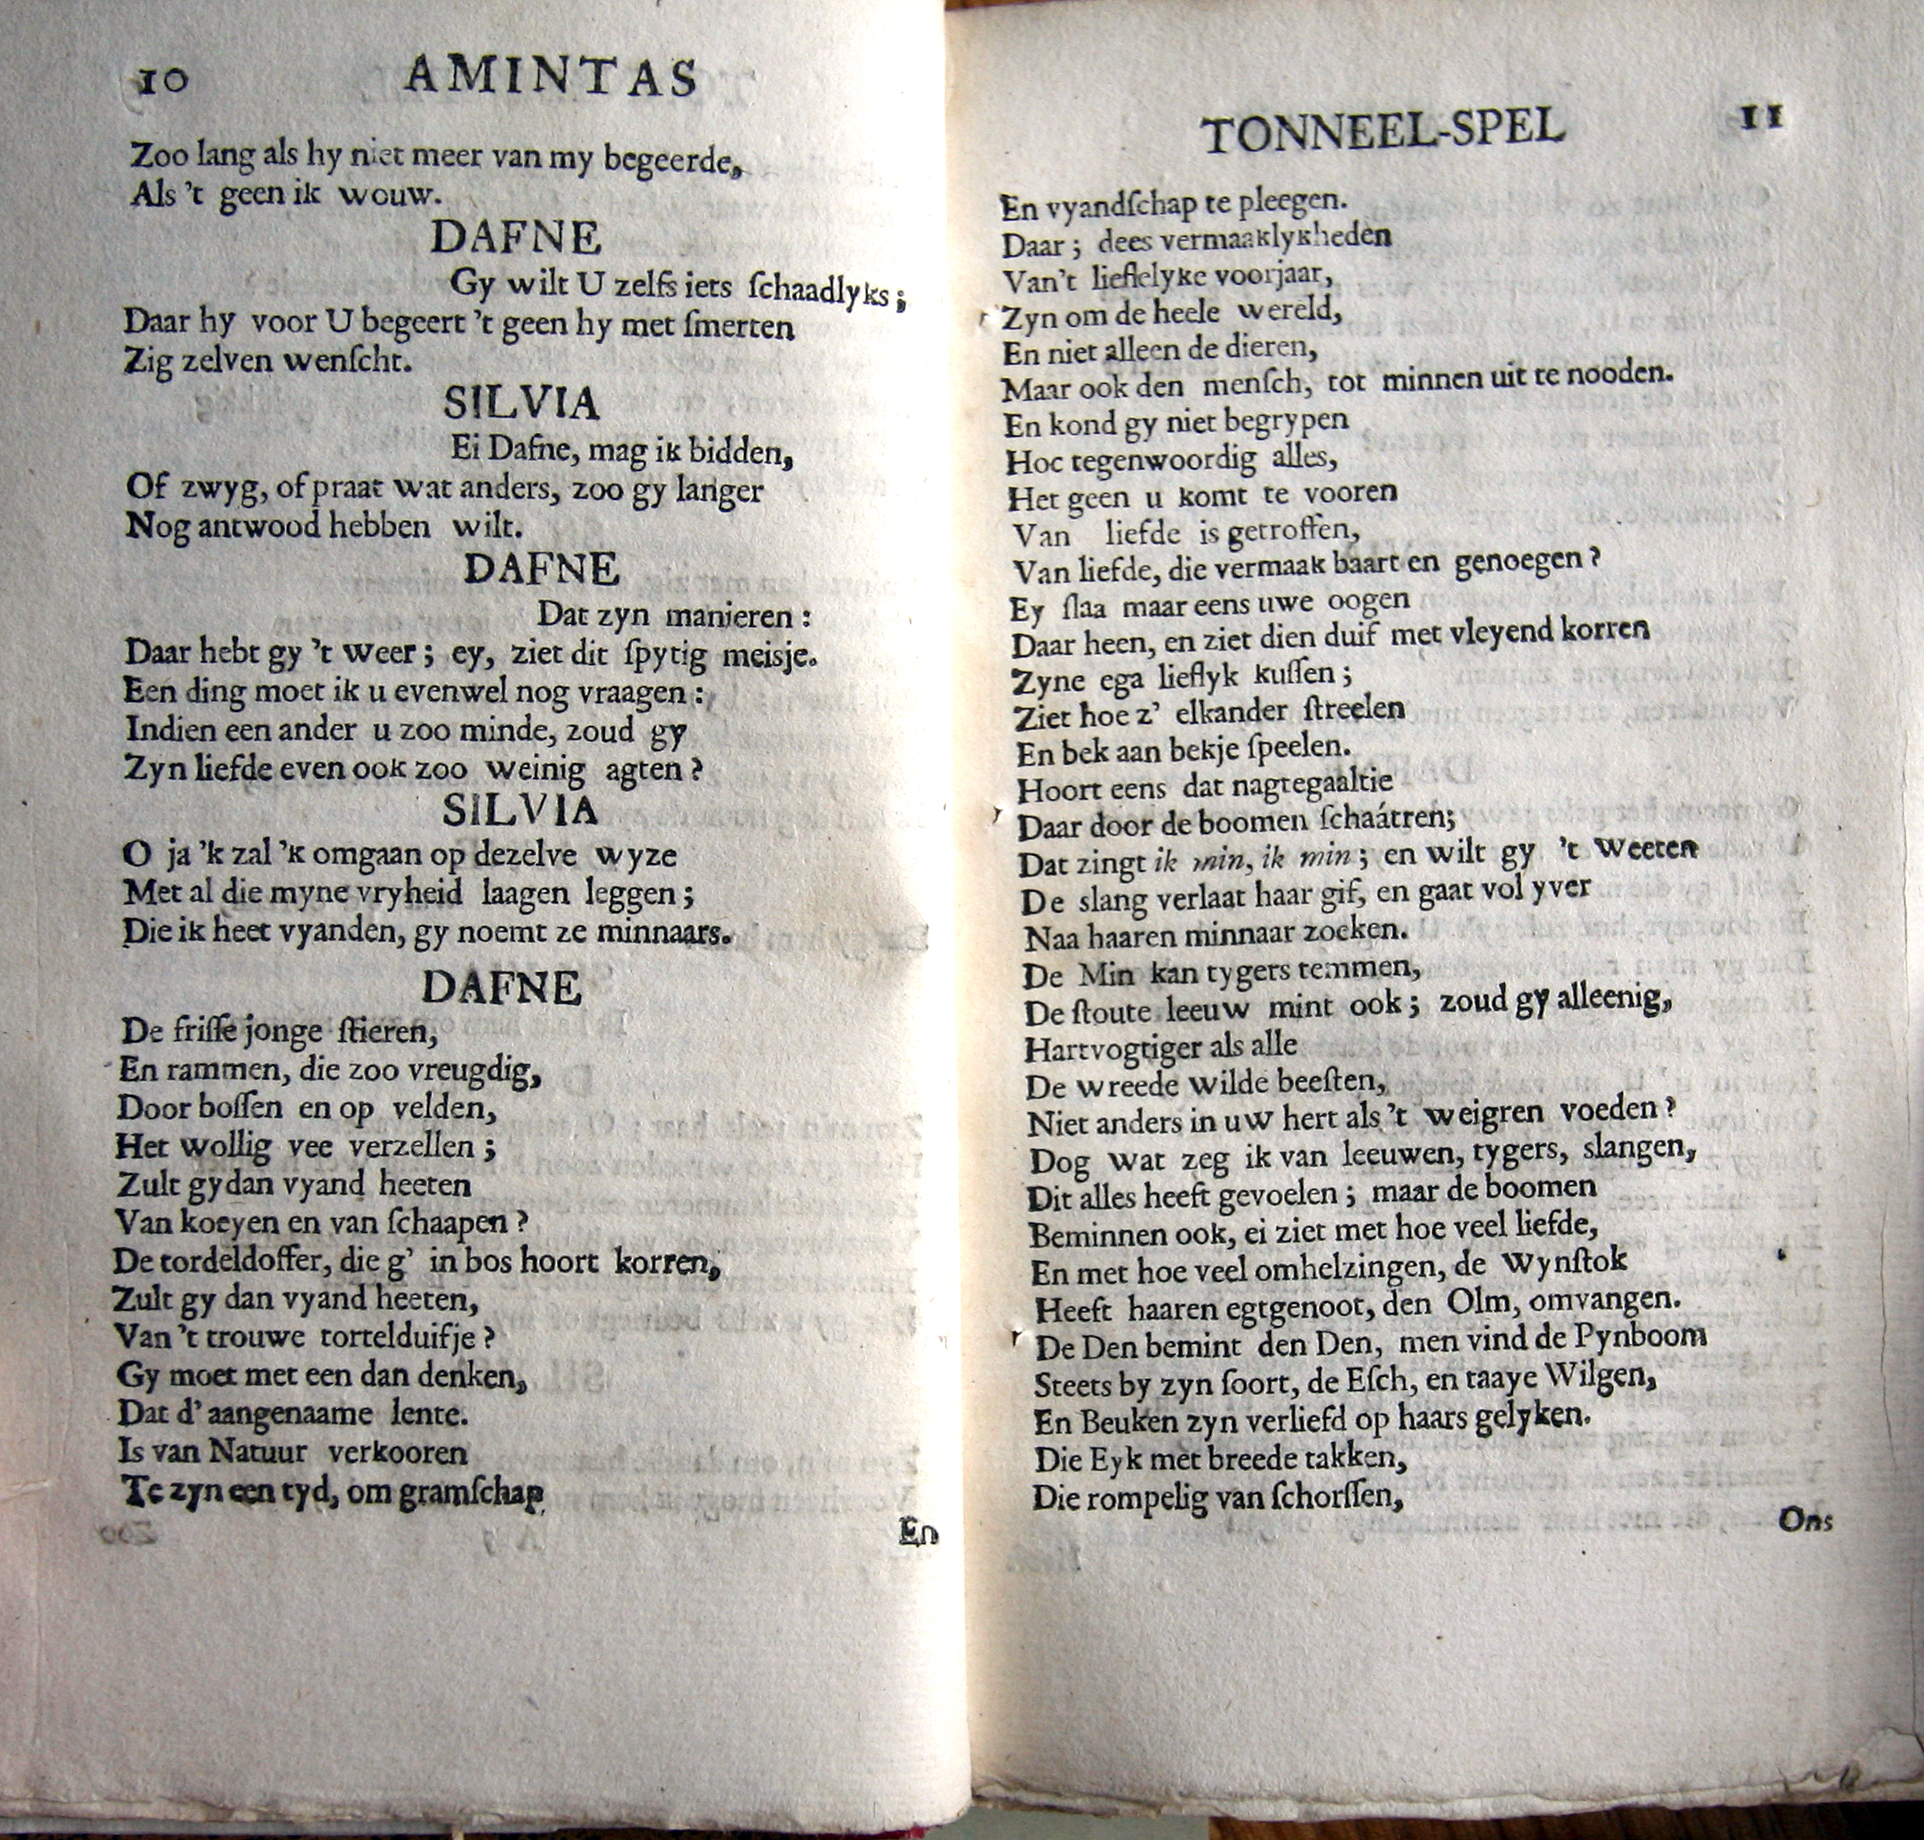 10 AMINTAS
Zoo lang als hy niet meer van my begeerde,
Als 't geen ik wouw.
DAFNE
Gy wilt U zelfs iets ſchaadlyks;
Daar hy voor U begeert 't geen hy met ſmerten
Zig zelven wenſcht.
SILVIA
Ei Dafne, mag ik bidden,
Of zwyg, of praat wat anders, zoo gy langer
Nog antwood hebben wilt.
DAFNE
Dat zyn manieren:
Daar hebt gy 't weer; ey, ziet dit ſpytig meisje.
Een ding moet ik u evenwel nog vraagen:
Indien een ander u zoo minde, zoud gy
Zyn liefde even ook zoo weinig agten?
SILVIA
O ja 'k zal 'k omgaan op dezelve wyze
Met al die myne vryheid laagen leggen;
Die ik heet vyanden, gy noemt ze minnaars.
DAFNE
De friſſe jonge ſtieren,
En rammen, die zoo vreugdig,
Door boſſen en op velden,
Het wollig vee verzellen;
Zult gy dan vyand heeten
Van koeyen en van ſchaapen?
De tordeldoffer, die g' in bos hoort korren,
Zult gy dan vyand heeten,
Van 't trouwe tortelduifje?
Gy moet met een dan denken,
Dat d' aangenaame lente.
Is van Natuur verkooren
Te zyn een tyd, om gramſchap
En
TONNEEL-SPEL 11
En vyandſchap te pleegen.
Daar; dees vermaaklykheden
Van't lieflelyke voorjaar,
Zyn om de heele wereld,
En niet alleen de dieren,
Maar ook den menſch, tot minnen uit te nooden.
En kond gy niet begrypen
Hoe tegenwoordig alles,
Het geen u komt te vooren
Van liefde is getroffen,
Van liefde, die vermaak baart en genoegen?
Ey ſlaa maar eens uwe oogen
Daar heen, en ziet dien duif met vleyend korren
Zyne ega lieflyk kuſſen;
Ziet hoe z' elkander ſtreelen
En bek aan bekje ſpeelen.
Hoort eens dat nagtegaaltie
Daar door de boomen ſchaátren;
Dat zingt ik min, ik min; en wilt gy 't weeten
De slang verlaat haar gif, en gaat vol yver
Naa haaren minnaar zoeken.
De Min kan tygers temmen,
De ſtoute leeuw mint ook; zoud gy alleenig,
Hartvogtiger als alle
De wreede wilde beeſten,
Niet anders in uw hert als 't weigren voeden?
Dog wat zeg ik van leeuwen, tygers, slangen,
Dit alles heeft gevoelen; maar de boomen
Beminnen ook, ei ziet met hoe veel liefde,
En met hoe veel omhelzingen, de Wynſtok
Heeft haaren egtgenoot, den Olm, omvangen.
De Den bemint den Den, men vind de Pynboom
Steets by zyn ſoort, de Eſch, en taaye Wilgen,
En Beuken zyn verliefd op haars gelyken.
Die Eyk met breede takken,
Die rompelig van ſchorſſen,
Ons